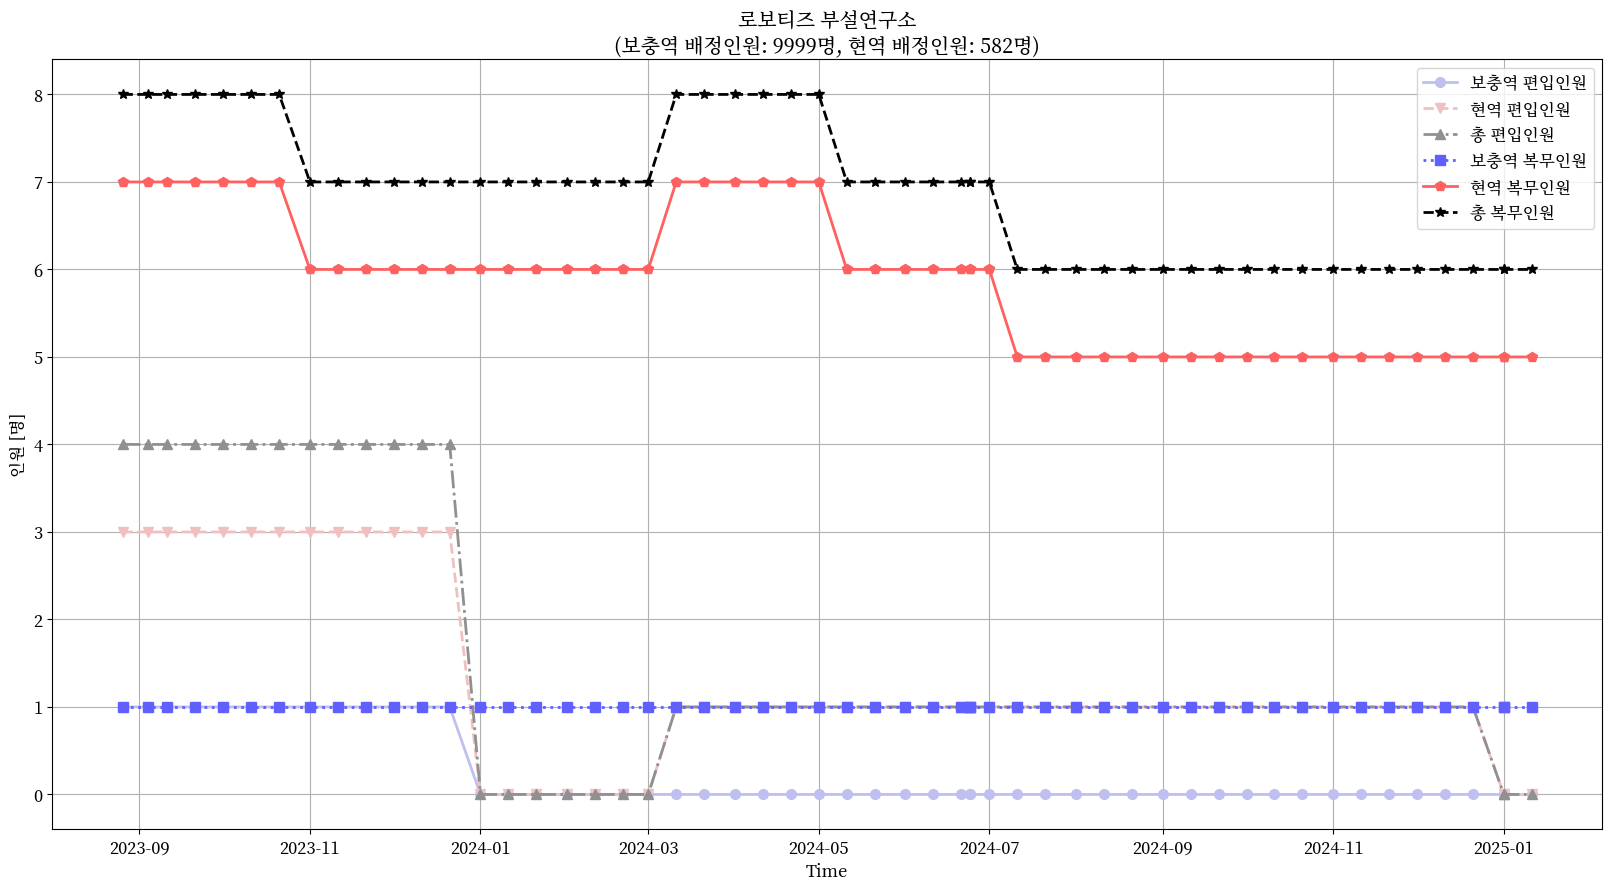 로보티즈 부설연구소
(보충역 배정인원: 9999명, 현역 배정인원: 582명)
보충역 편입인원
현역 편입인원
총 편입인원
보충역 복무인원
현역 복무인원
총 복무인원
8
7
6
5
4
3
2
1
0
인원 [명]
2023-09 2023-11 2024-01 2024-03 2024-05 2024-07 2024-09 2024-11 2025-01
Time